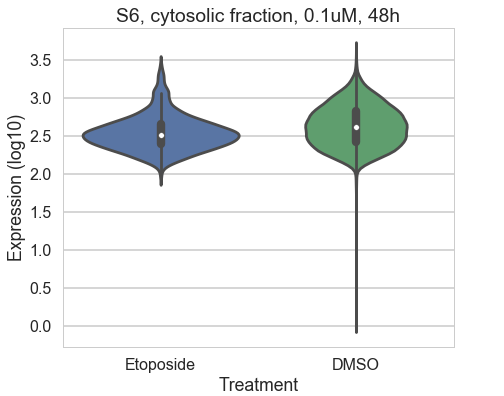 S6, cytosolic fraction, 0.1uM, 48h
Expression (log10)
3.5
3.0
2.5
2.0
1.5
1.0
0.5
0.0
Etoposide DMSO
Treatment